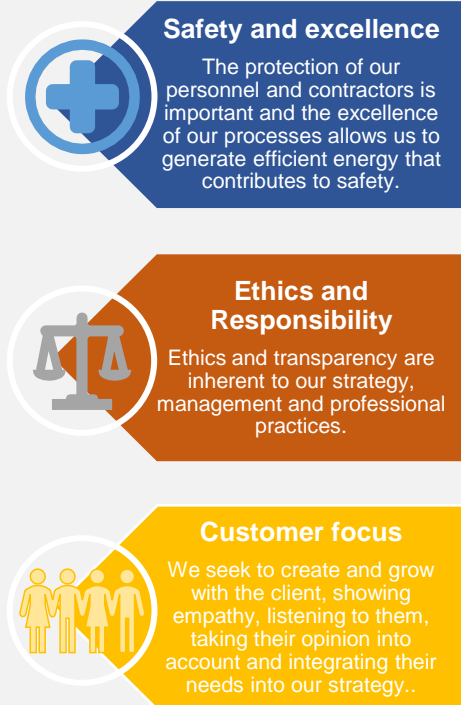 Safety and excellence
The protection of our
personnel and contractors is
important and the excellence
of our processes allows us to
generate efficient energy that
contributes to safety.
Ethics and
Responsibility
Ethics and transparency are
inherent to our strategy,
management and professional
practices.
Customer focus
We seek to create and grow
with the client, showing
empathy, listening to them,
taking their opinion into
account and integrating their
needs into our strategy..